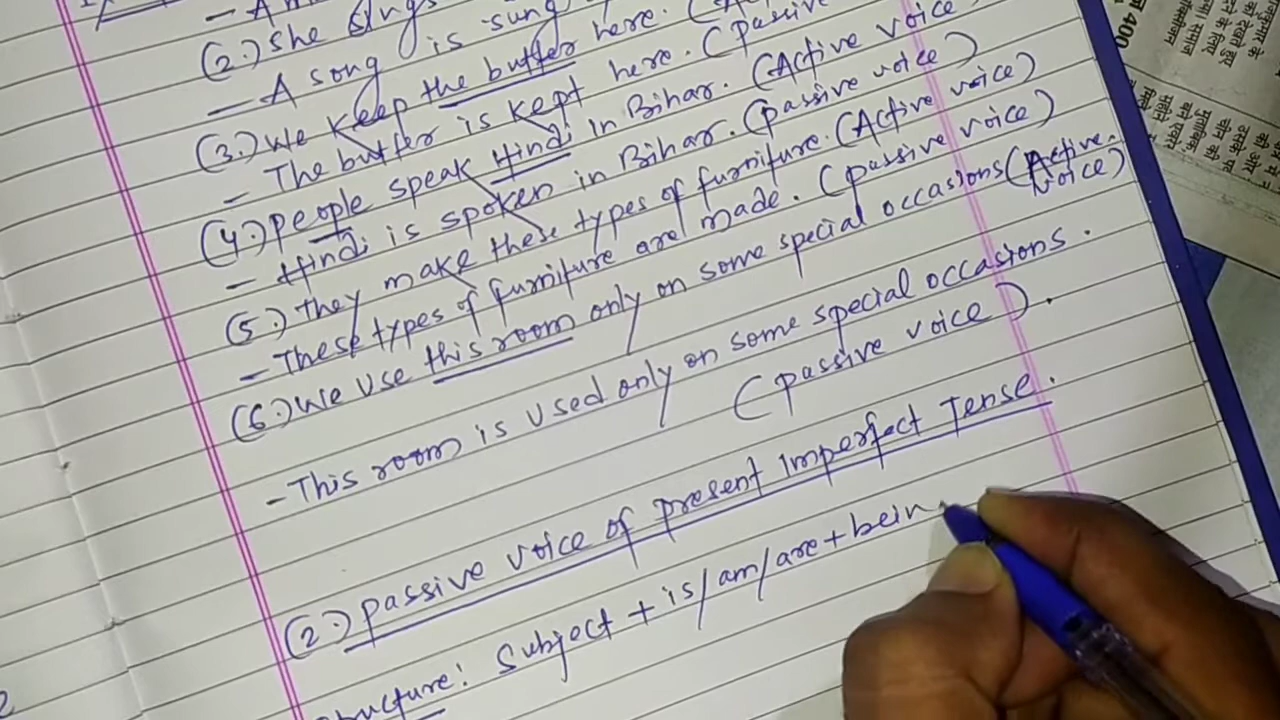 (2.) She sings
- A song is sung
(3.) We keep the butter here.
- The butter is kept here. (passive
(4.) people speak Hindi in Bihar. (Active voice
- Hindi is spoken in Bihar. (passive voice)
(5.) They make these types of furniture. (Active voice)
- These types of furniture are made. (passive voice)
(6.) We use this room only on some special occasions (Active voice)
- This room is used only on some special occasions.
(passive voice).
(2.) passive voice of present imperfect Tense.
ructure: Subject + is/am/are + bein
400